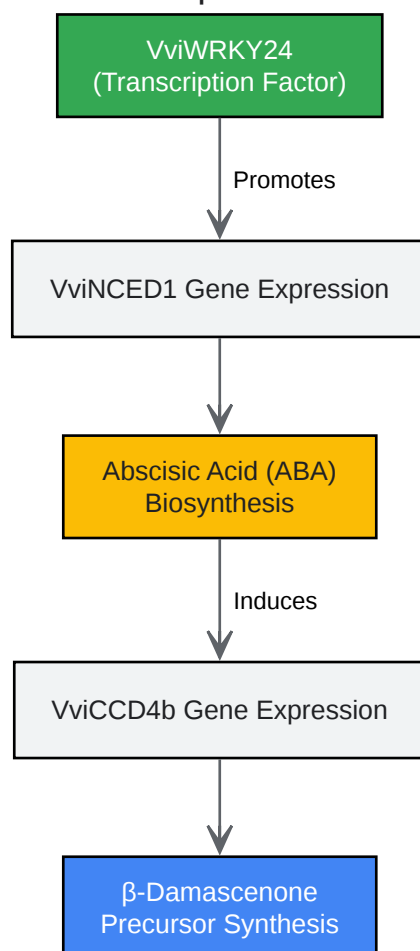 VviWRKY24
(Transcription Factor)
Promotes
VviNCED1 Gene Expression
Abscisic Acid (ABA)
Biosynthesis
Induces
VviCCD4b Gene Expression
β-Damascenone
Precursor Synthesis